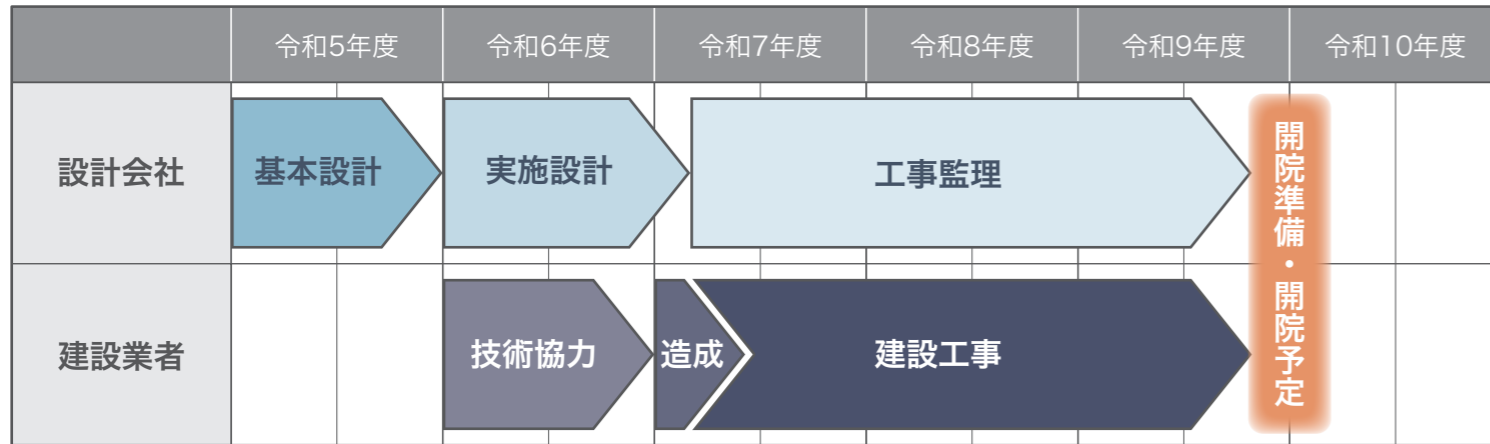 令和5年度 令和6年度 令和7年度 令和8年度 令和9年度 令和10年度
設計会社 基本設計 実施設計 工事監理
建設業者 技術協力 造成 建設工事
開院準備・開院予定